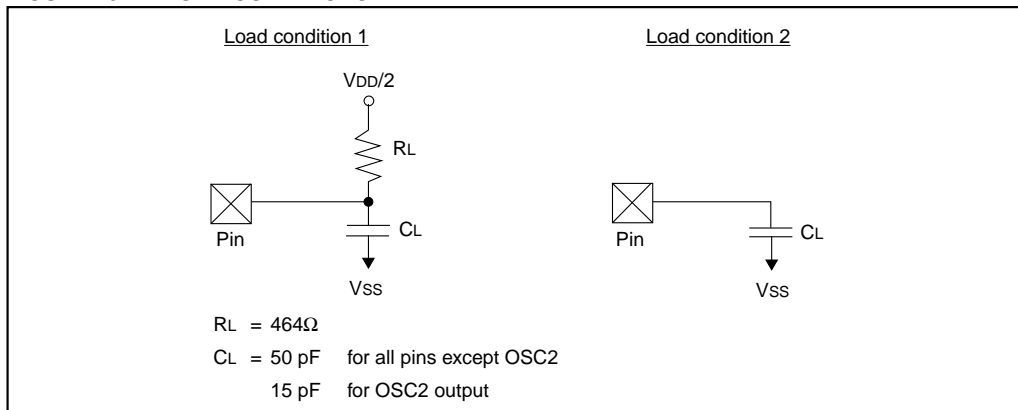 Load condition 1
VDD/2
RL
Pin
CL
VSS
RL = 464Ω
CL = 50 pF for all pins except OSC2
15 pF for OSC2 output
Load condition 2
Pin
CL
VSS